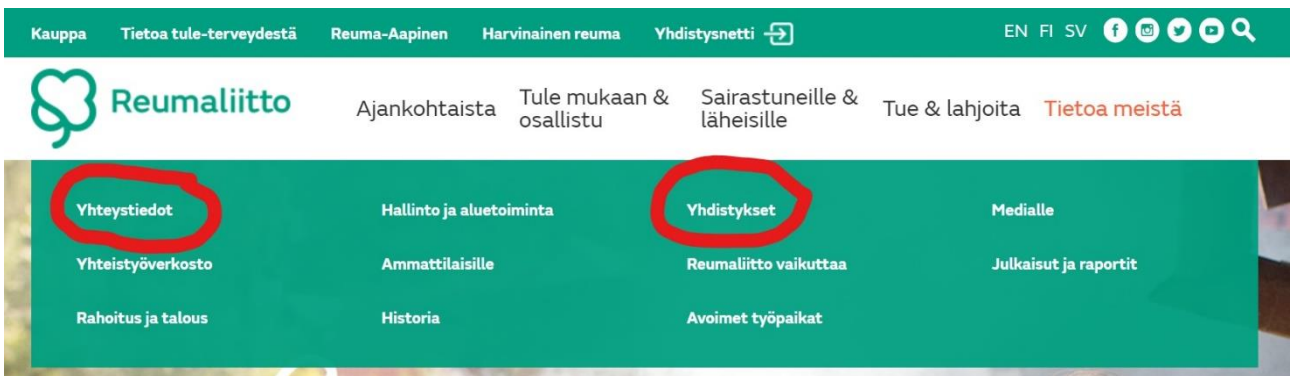 Kauppa Tietoa tule-terveydestä Reuma-Aapinen Harvinainen reuma Yhdistysnetti EN FI SV
Reumaliitto Ajankohtaista Tule mukaan & osallistu Sairastuneille & läheisille Tue & lahjoita Tietoa meistä
Yhteystiedot Hallinto ja aluetoiminta Yhdistykset Medialle
Yhteistyöverkosto Ammattilaisille Reumaliitto vaikuttaa Julkaisut ja raportit
Rahoitus ja talous Historia Avoimet työpaikat